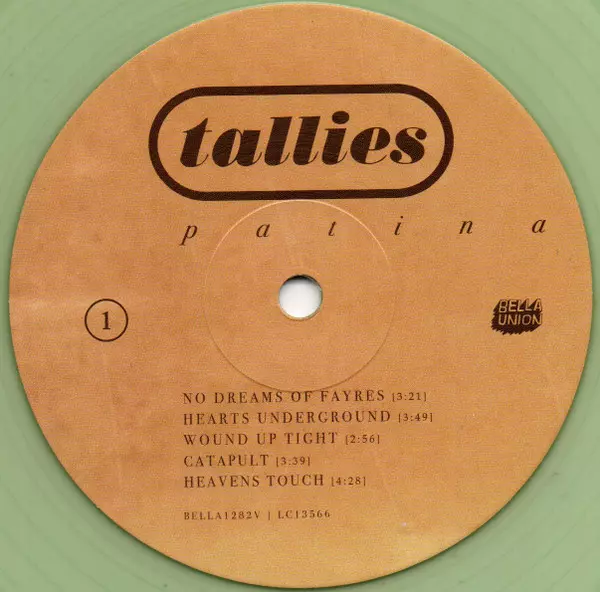 tallies
patina
1
BELLA
UNION
NO DREAMS OF FAYRES [3:21]
HEARTS UNDERGROUND [3:49]
WOUND UP TIGHT [2:56]
CATAPULT [3:39]
HEAVENS TOUCH [4:28]
BELLA1282V | LC13566